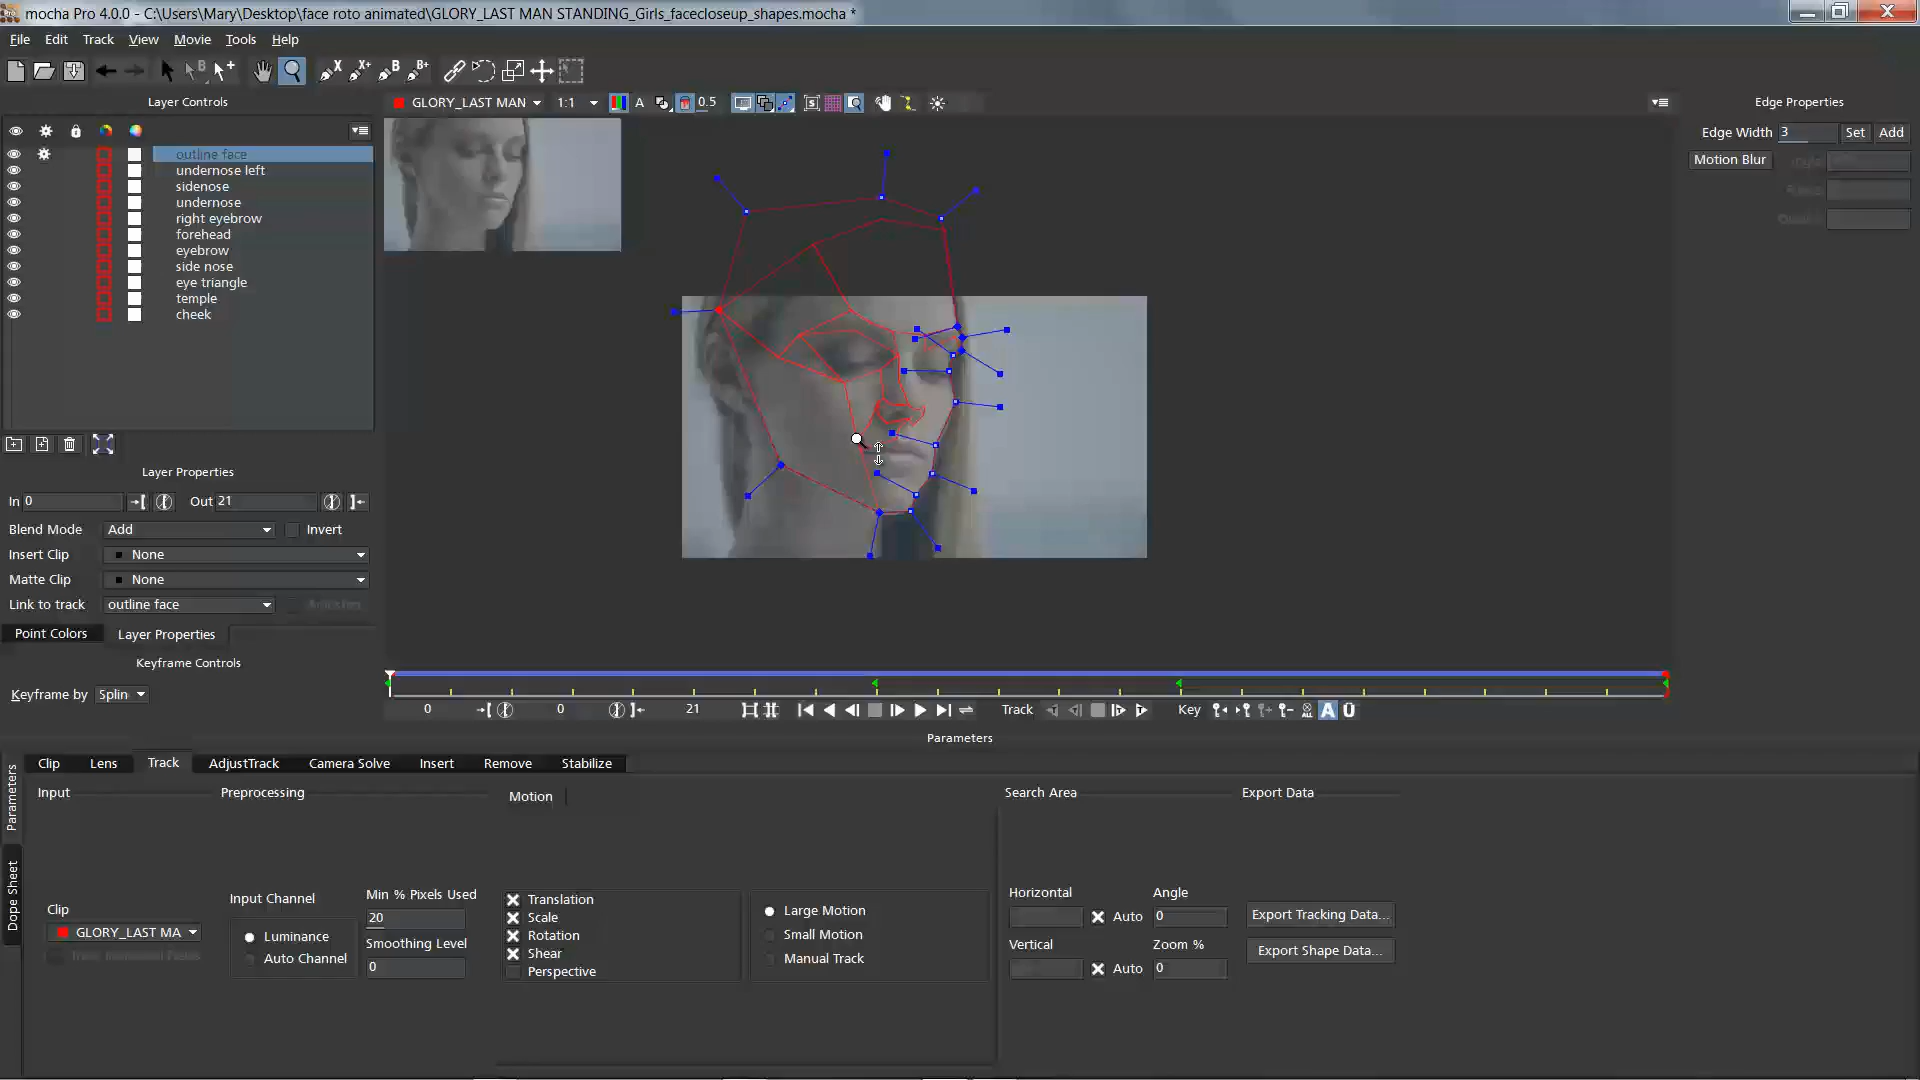 mocha Pro 4.0.0 - C:\Users\Mary\Desktop\face roto animated\GLORY_LAST MAN STANDING_Girls_facecloseup_shapes.mocha *
File Edit Track View Movie Tools Help
Layer Controls
GLORY_LAST MAN 1:1 A 0.5
Edge Properties
Edge Width 3 Set Add
Motion Blur
outline face
undernose left
sidenose
undernose
right eyebrow
forehead
eyebrow
side nose
eye triangle
temple
cheek
Layer Properties
In 0 Out 21
Blend Mode Add Invert
Insert Clip None
Matte Clip None
Link to track outline face
Point Colors Layer Properties
Keyframe Controls
Keyframe by Splin
0 0 21 Track Key A Ü
Parameters
Parameters
Dope Sheet
Clip Lens Track AdjustTrack Camera Solve Insert Remove Stabilize
Input Preprocessing Motion Search Area Export Data
Clip
GLORY_LAST MA
Input Channel
Luminance
Auto Channel
Min % Pixels Used
20
Smoothing Level
0
Translation
Scale
Rotation
Shear
Perspective
Large Motion
Small Motion
Manual Track
Horizontal Angle
Auto 0
Vertical Zoom %
Auto 0
Export Tracking Data...
Export Shape Data...